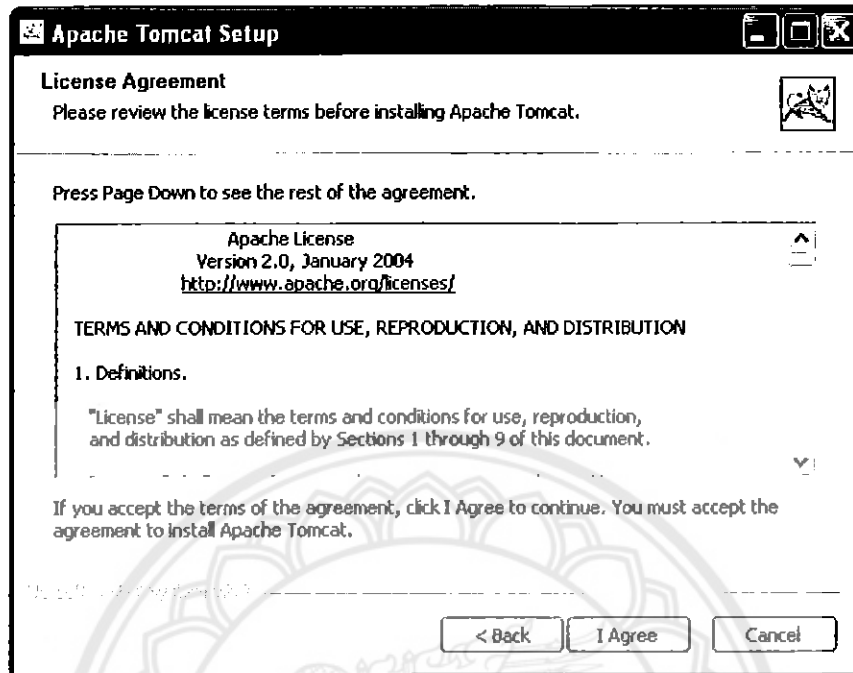 Apache Tomcat Setup
License Agreement
Please review the license terms before installing Apache Tomcat.
Press Page Down to see the rest of the agreement.
Apache License
Version 2.0, January 2004
http://www.apache.org/licenses/
TERMS AND CONDITIONS FOR USE, REPRODUCTION, AND DISTRIBUTION
1. Definitions.
"License" shall mean the terms and conditions for use, reproduction,
and distribution as defined by Sections 1 through 9 of this document.
If you accept the terms of the agreement, click I Agree to continue. You must accept the
agreement to install Apache Tomcat.
< Back
I Agree
Cancel